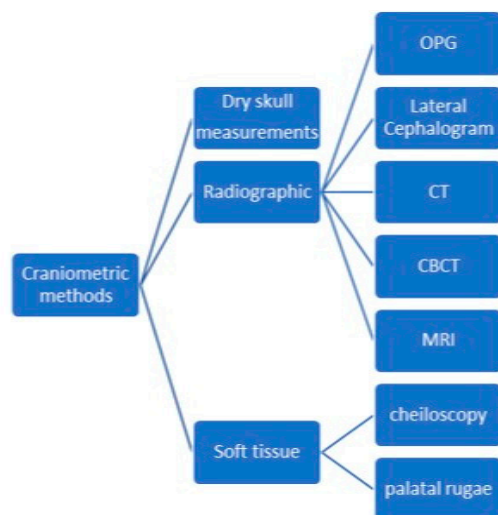 OPG
Dry skull
measurements
Lateral
Cephalogram
Radiographic
CT
Craniometric
methods
CBCT
MRI
cheiloscopy
Soft tissue
palatal rugae